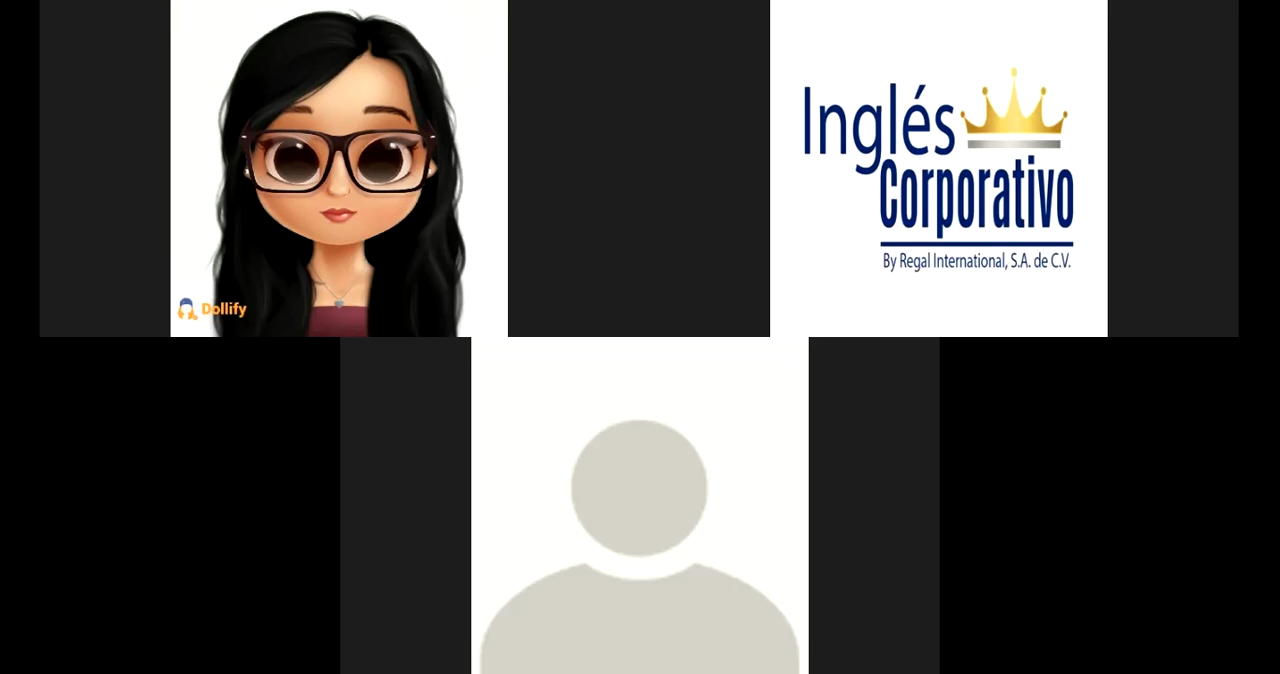 Inglés
Corporativo
By Regal International, S.A. de C.V.
Dollify